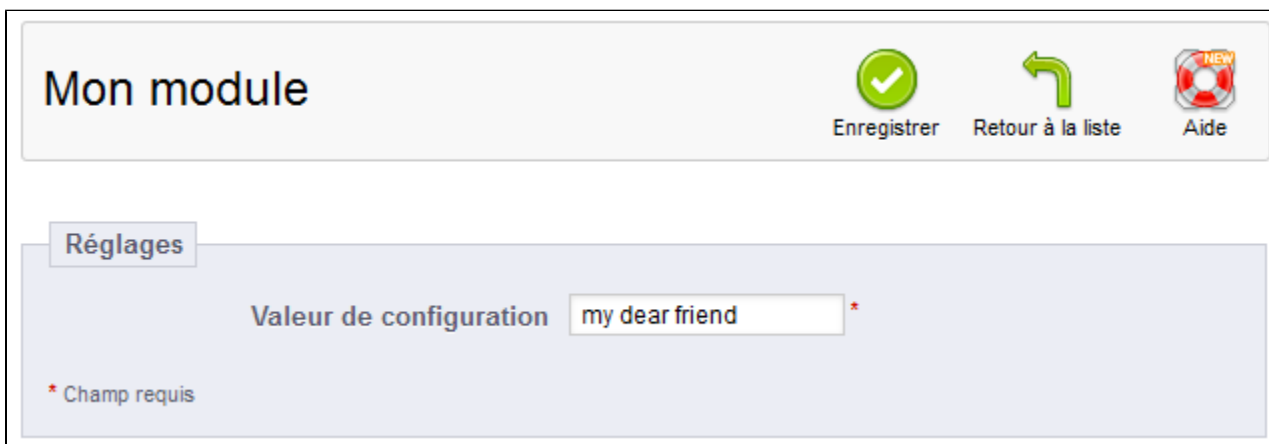 Mon module
Enregistrer
Retour à la liste
NEW
Aide
Réglages
Valeur de configuration
my dear friend
*
* Champ requis